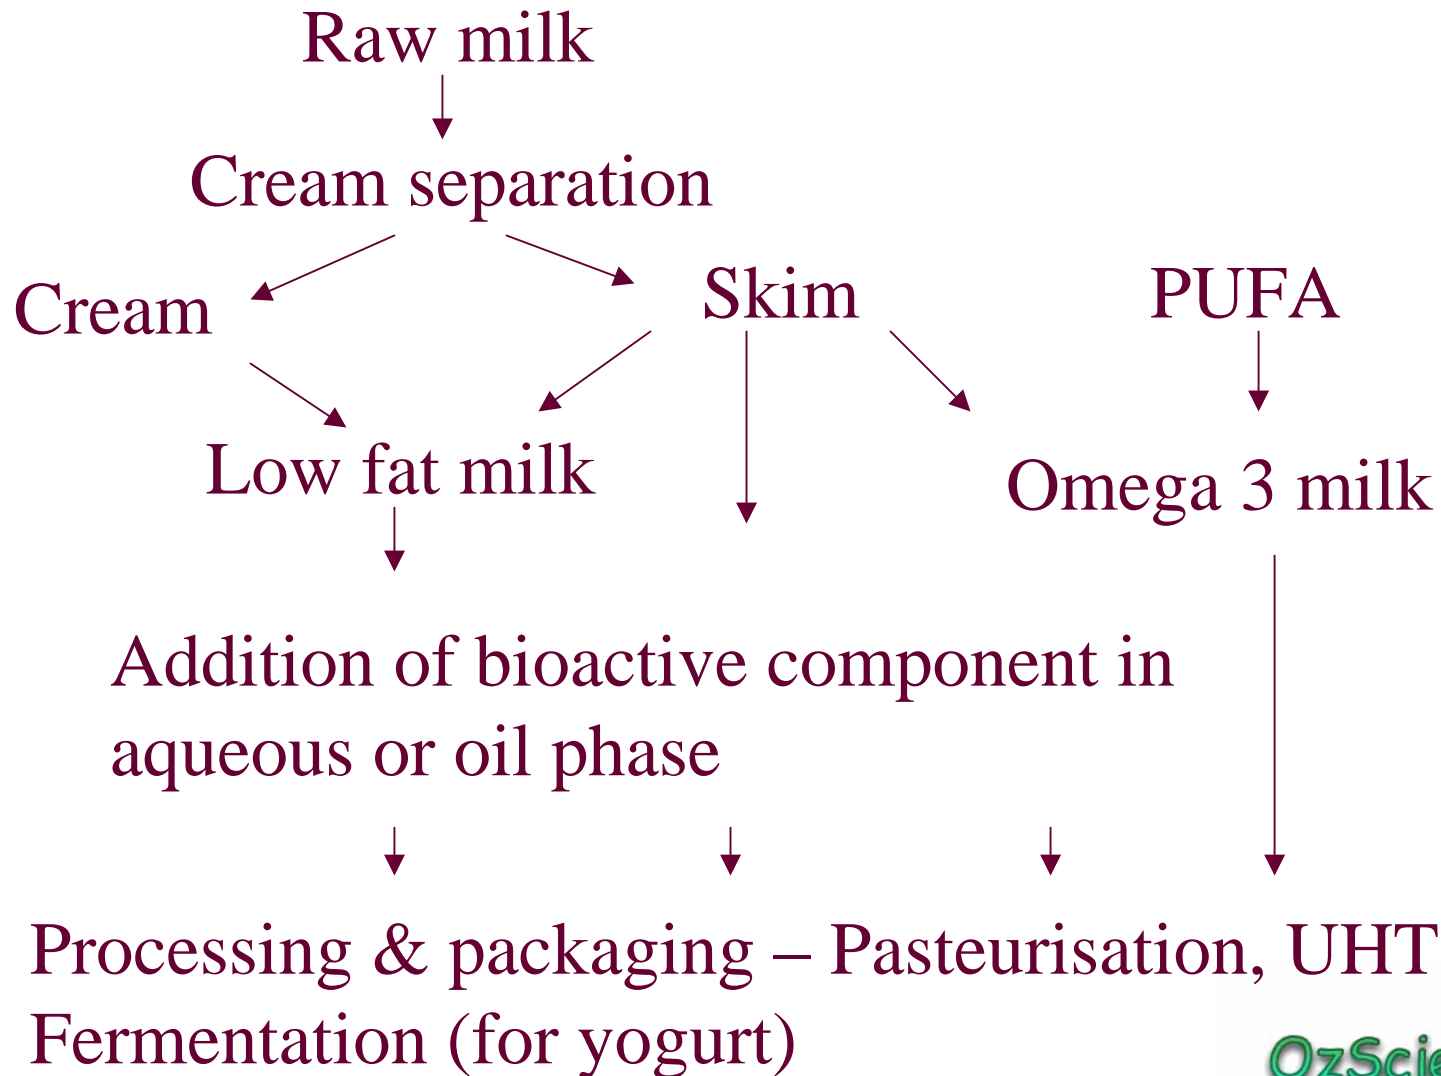 Raw milk
Cream separation
Cream
Skim
PUFA
Low fat milk
Omega 3 milk
Addition of bioactive component in
aqueous or oil phase
Processing & packaging – Pasteurisation, UHT
Fermentation (for yogurt)